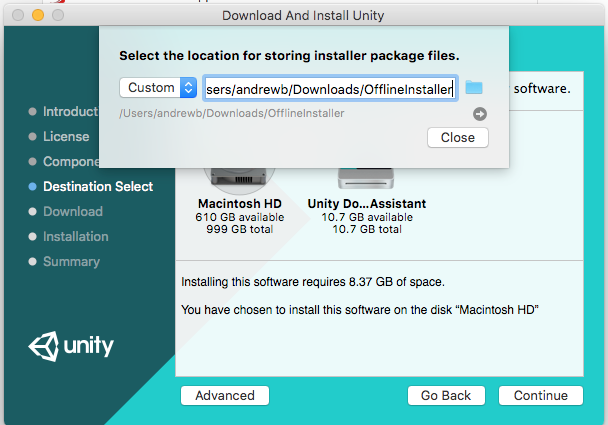 Download And Install Unity
Select the location for storing installer package files.
Custom
sers/andrewb/Downloads/OfflineInstaller
/Users/andrewb/Downloads/OfflineInstaller
Close
software.
Introduct
License
Compone
Destination Select
Download
Installation
Summary
Macintosh HD
610 GB available
999 GB total
Unity Do...Assistant
10.7 GB available
10.7 GB total
Installing this software requires 8.37 GB of space.
You have chosen to install this software on the disk “Macintosh HD”
unity
Advanced
Go Back
Continue